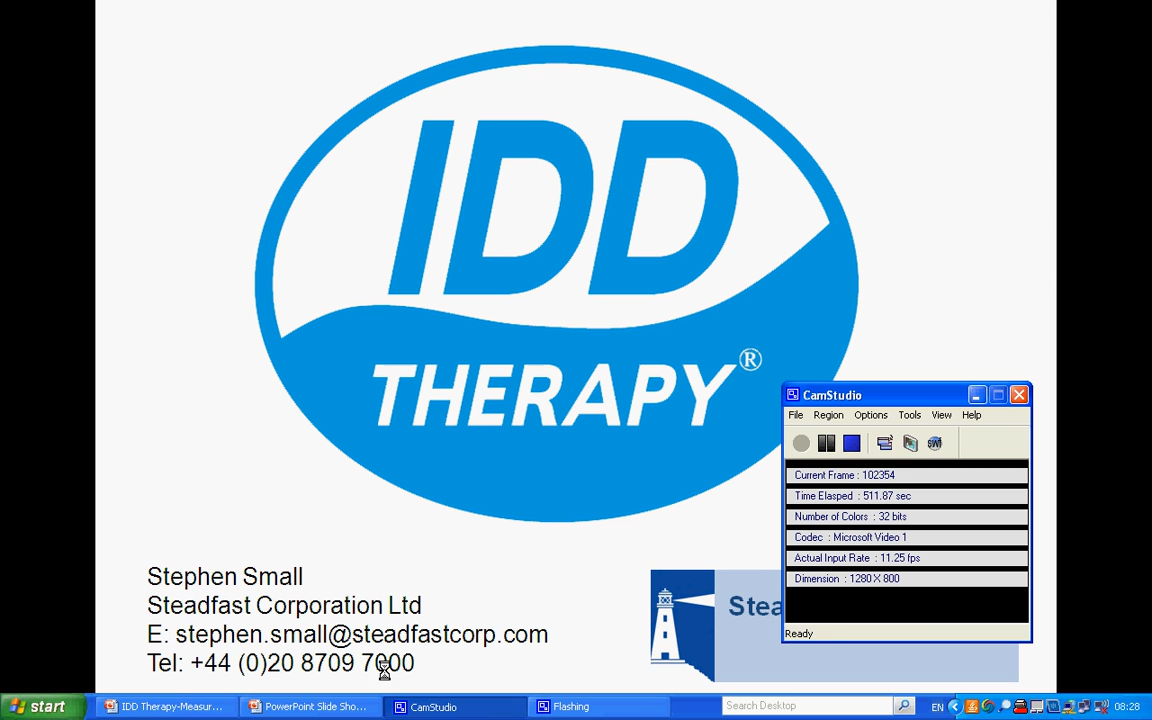 IDD
THERAPY®
Stephen Small
Steadfast Corporation Ltd
E: stephen.small@steadfastcorp.com
Tel: +44 (0)20 8709 7000
CamStudio
File Region Options Tools View Help
Current Frame : 102354
Time Elasped : 511.87 sec
Number of Colors : 32 bits
Codec : Microsoft Video 1
Actual Input Rate : 11.25 fps
Dimension : 1280 X 800
Ready
start IDD Therapy-Measur... PowerPoint Slide Sho... CamStudio Flashing Search Desktop EN 08:28